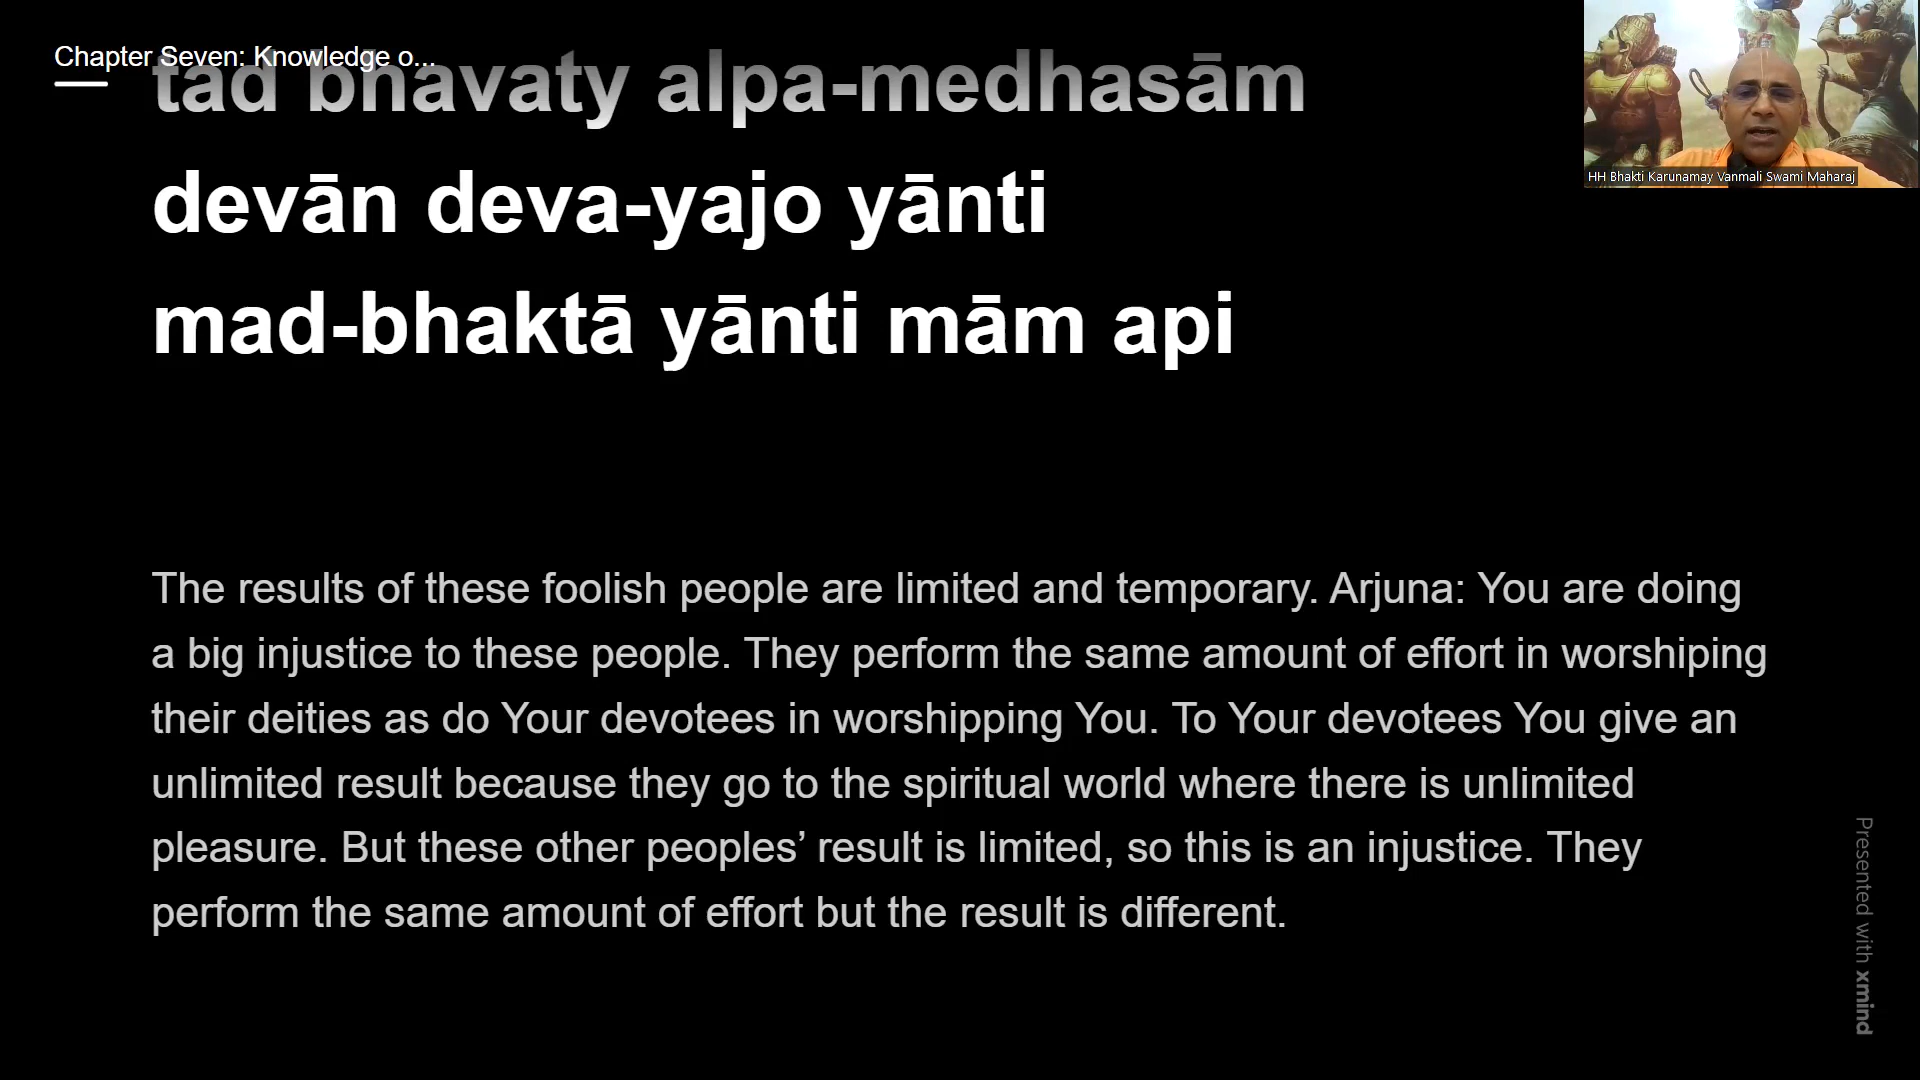 Chapter Seven: Knowledge o...
tad bhavaty alpa-medhasām
devān deva-yajo yānti
mad-bhaktā yānti mām api
HH Bhakti Karunamay Vanmali Swami Maharaj
The results of these foolish people are limited and temporary. Arjuna: You are doing
a big injustice to these people. They perform the same amount of effort in worshiping
their deities as do Your devotees in worshipping You. To Your devotees You give an
unlimited result because they go to the spiritual world where there is unlimited
pleasure. But these other peoples’ result is limited, so this is an injustice. They
perform the same amount of effort but the result is different.
Presented with xmind